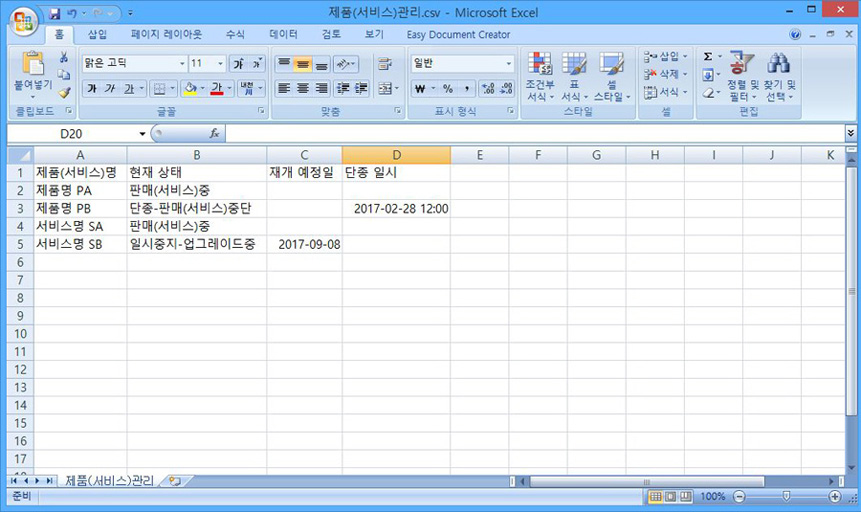 제품(서비스)관리.csv - Microsoft Excel
홈 삽입 페이지 레이아웃 수식 데이터 검토 보기 Easy Document Creator
붙여넣기
클립보드
맑은 고딕 11
가 가 가
글꼴
맞춤
일반
₩ % ,
표시 형식
조건부 서식
표 서식
셀 스타일
스타일
삽입
삭제
서식
셀
Σ
정렬 및 필터
찾기 및 선택
편집
D20 fx
A B C D E F G H I J K
1 제품(서비스)명 현재 상태 재개 예정일 단종 일시
2 제품명 PA 판매(서비스)중
3 제품명 PB 단종-판매(서비스)중단 2017-02-28 12:00
4 서비스명 SA 판매(서비스)중
5 서비스명 SB 일시중지-업그레이드중 2017-09-08
6
7
8
9
10
11
12
13
14
15
16
17
제품(서비스)관리
준비 100%